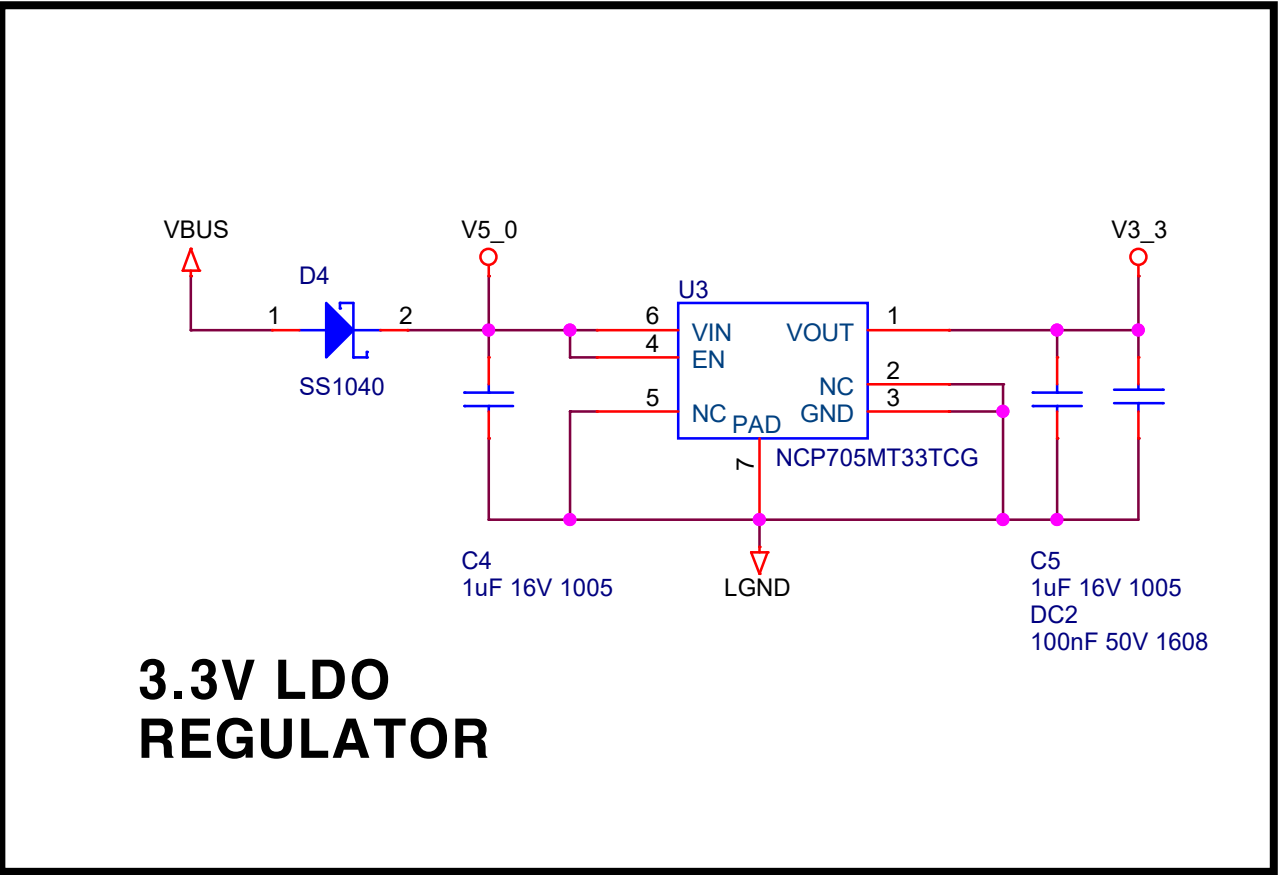 VBUS
V5_0
V3_3
D4
U3
1
2
6
VIN
VOUT
1
4
EN
SS1040
NC
2
5
NC
GND
3
PAD
7
NCP705MT33TCG
C4
1uF 16V 1005
LGND
C5
1uF 16V 1005
DC2
100nF 50V 1608
3.3V LDO
REGULATOR